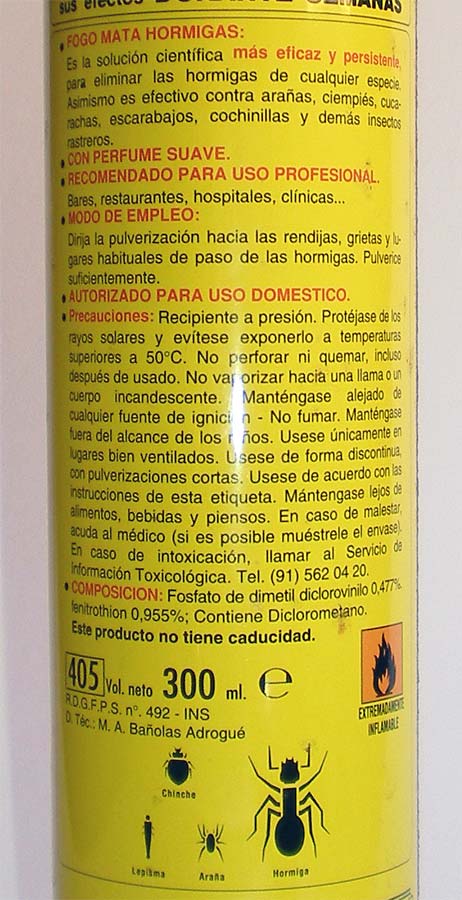 sus efectos DURANTE SEMANAS
• FOGO MATA HORMIGAS:
Es la solución científica más eficaz y persistente,
para eliminar las hormigas de cualquier especie.
Asimismo es efectivo contra arañas, ciempiés, cuca-
rachas, escarabajos, cochinillas y demás insectos
rastreros.
• CON PERFUME SUAVE.
• RECOMENDADO PARA USO PROFESIONAL.
Bares, restaurantes, hospitales, clínicas...
• MODO DE EMPLEO:
Dirija la pulverización hacia las rendijas, grietas y lu-
gares habituales de paso de las hormigas. Pulverice
suficientemente.
• AUTORIZADO PARA USO DOMESTICO.
• Precauciones: Recipiente a presión. Protéjase de los
rayos solares y evítese exponerlo a temperaturas
superiores a 50°C. No perforar ni quemar, incluso
después de usado. No vaporizar hacia una llama o un
cuerpo incandescente. Manténgase alejado de
cualquier fuente de ignición - No fumar. Manténgase
fuera del alcance de los niños. Usese únicamente en
lugares bien ventilados. Usese de forma discontinua,
con pulverizaciones cortas. Usese de acuerdo con las
instrucciones de esta etiqueta. Mántengase lejos de
alimentos, bebidas y piensos. En caso de malestar,
acuda al médico (si es posible muéstrele el envase).
En caso de intoxicación, llamar al Servicio de
Información Toxicológica. Tel. (91) 562 04 20.
• COMPOSICION: Fosfato de dimetil diclorovinilo 0,477%
fenitrothion 0,955%; Contiene Diclorometano.
Este producto no tiene caducidad.
405 Vol. neto 300 ml. e
R.D.G.F.P.S. nº. 492 - INS
D. Téc.: M. A. Bañolas Adrogué
EXTREMADAMENTE
INFLAMABLE
Chinche
Lepisma Araña Hormiga